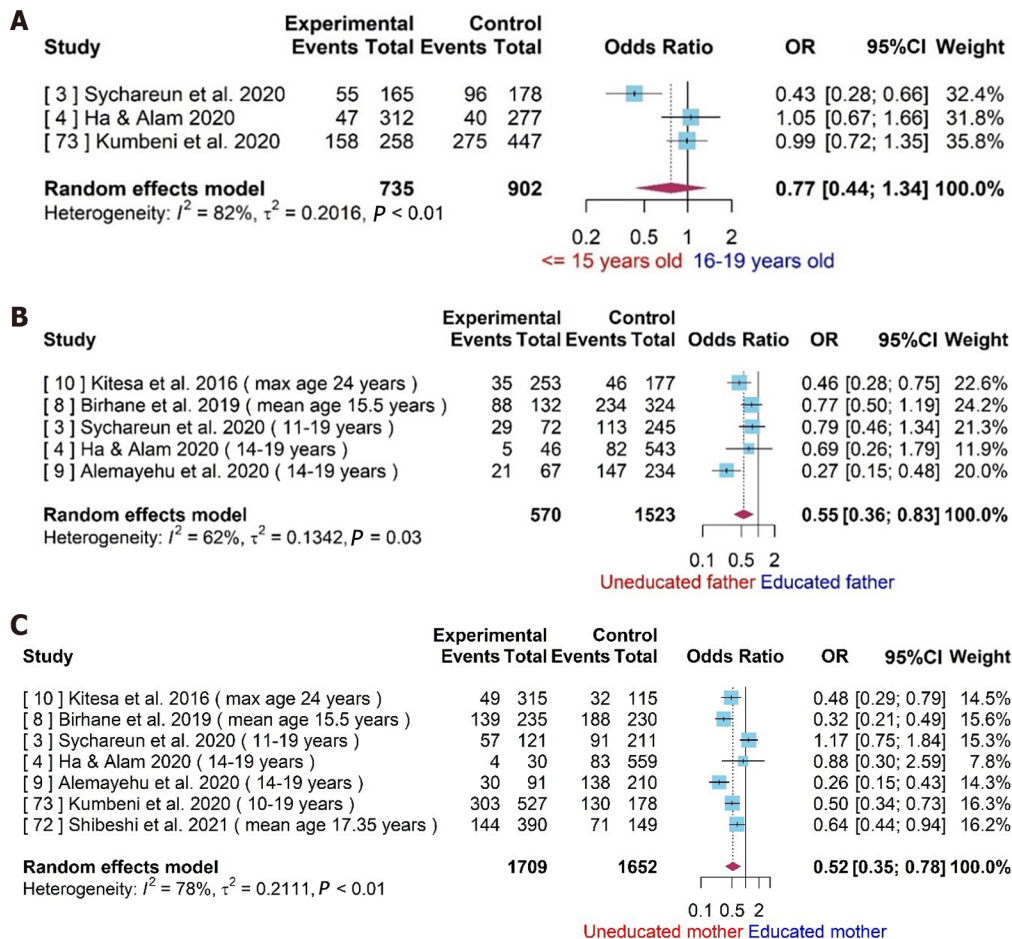 A
Experimental Control
Study Events Total Events Total Odds Ratio OR 95%CI Weight
[ 3 ] Sychareun et al. 2020 55 165 96 178 0.43 [0.28; 0.66] 32.4%
[ 4 ] Ha & Alam 2020 47 312 40 277 1.05 [0.67; 1.66] 31.8%
[ 73 ] Kumbeni et al. 2020 158 258 275 447 0.99 [0.72; 1.35] 35.8%
Random effects model 735 902 0.77 [0.44; 1.34] 100.0%
Heterogeneity: I² = 82%, τ² = 0.2016, P < 0.01
0.2 0.5 1 2
<= 15 years old 16-19 years old
B
Experimental Control
Study Events Total Events Total Odds Ratio OR 95%CI Weight
[ 10 ] Kitesa et al. 2016 ( max age 24 years ) 35 253 46 177 0.46 [0.28; 0.75] 22.6%
[ 8 ] Birhane et al. 2019 ( mean age 15.5 years ) 88 132 234 324 0.77 [0.50; 1.19] 24.2%
[ 3 ] Sychareun et al. 2020 ( 11-19 years ) 29 72 113 245 0.79 [0.46; 1.34] 21.3%
[ 4 ] Ha & Alam 2020 ( 14-19 years ) 5 46 82 543 0.69 [0.26; 1.79] 11.9%
[ 9 ] Alemayehu et al. 2020 ( 14-19 years ) 21 67 147 234 0.27 [0.15; 0.48] 20.0%
Random effects model 570 1523 0.55 [0.36; 0.83] 100.0%
Heterogeneity: I² = 62%, τ² = 0.1342, P = 0.03
0.1 0.5 2
Uneducated father Educated father
C
Experimental Control
Study Events Total Events Total Odds Ratio OR 95%CI Weight
[ 10 ] Kitesa et al. 2016 ( max age 24 years ) 49 315 32 115 0.48 [0.29; 0.79] 14.5%
[ 8 ] Birhane et al. 2019 ( mean age 15.5 years ) 139 235 188 230 0.32 [0.21; 0.49] 15.6%
[ 3 ] Sychareun et al. 2020 ( 11-19 years ) 57 121 91 211 1.17 [0.75; 1.84] 15.3%
[ 4 ] Ha & Alam 2020 ( 14-19 years ) 4 30 83 559 0.88 [0.30; 2.59] 7.8%
[ 9 ] Alemayehu et al. 2020 ( 14-19 years ) 30 91 138 210 0.26 [0.15; 0.43] 14.3%
[ 73 ] Kumbeni et al. 2020 ( 10-19 years ) 303 527 130 178 0.50 [0.34; 0.73] 16.3%
[ 72 ] Shibeshi et al. 2021 ( mean age 17.35 years ) 144 390 71 149 0.64 [0.44; 0.94] 16.2%
Random effects model 1709 1652 0.52 [0.35; 0.78] 100.0%
Heterogeneity: I² = 78%, τ² = 0.2111, P < 0.01
0.1 0.5 2
Uneducated mother Educated mother